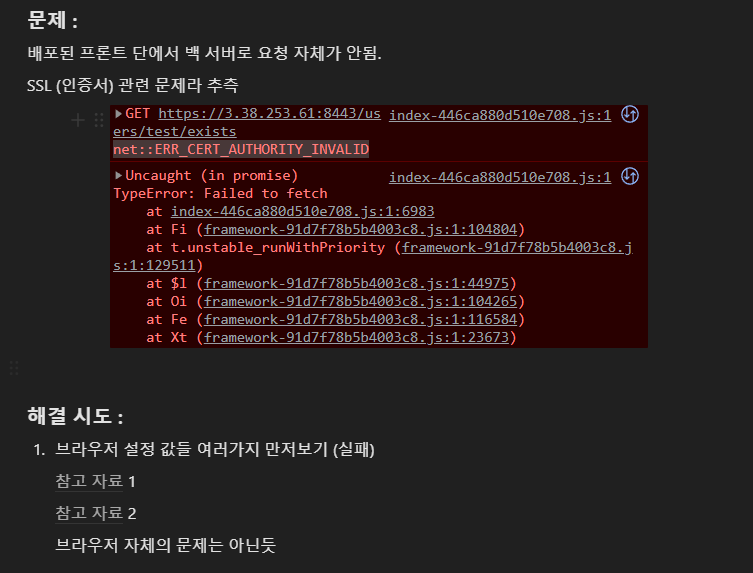 문제 :
배포된 프론트 단에서 백 서버로 요청 자체가 안됨.
SSL (인증서) 관련 문제라 추측
▶GET https://3.38.253.61:8443/us index-446ca880d510e708.js:1
ers/test/exists
net::ERR_CERT_AUTHORITY_INVALID
▶Uncaught (in promise) index-446ca880d510e708.js:1
TypeError: Failed to fetch
at index-446ca880d510e708.js:1:6983
at Fi (framework-91d7f78b5b4003c8.js:1:104804)
at t.unstable_runWithPriority (framework-91d7f78b5b4003c8.j
s:1:129511)
at $l (framework-91d7f78b5b4003c8.js:1:44975)
at Oi (framework-91d7f78b5b4003c8.js:1:104265)
at Fe (framework-91d7f78b5b4003c8.js:1:116584)
at Xt (framework-91d7f78b5b4003c8.js:1:23673)
해결 시도 :
1. 브라우저 설정 값들 여러가지 만저보기 (실패)
참고 자료 1
참고 자료 2
브라우저 자체의 문제는 아닌듯